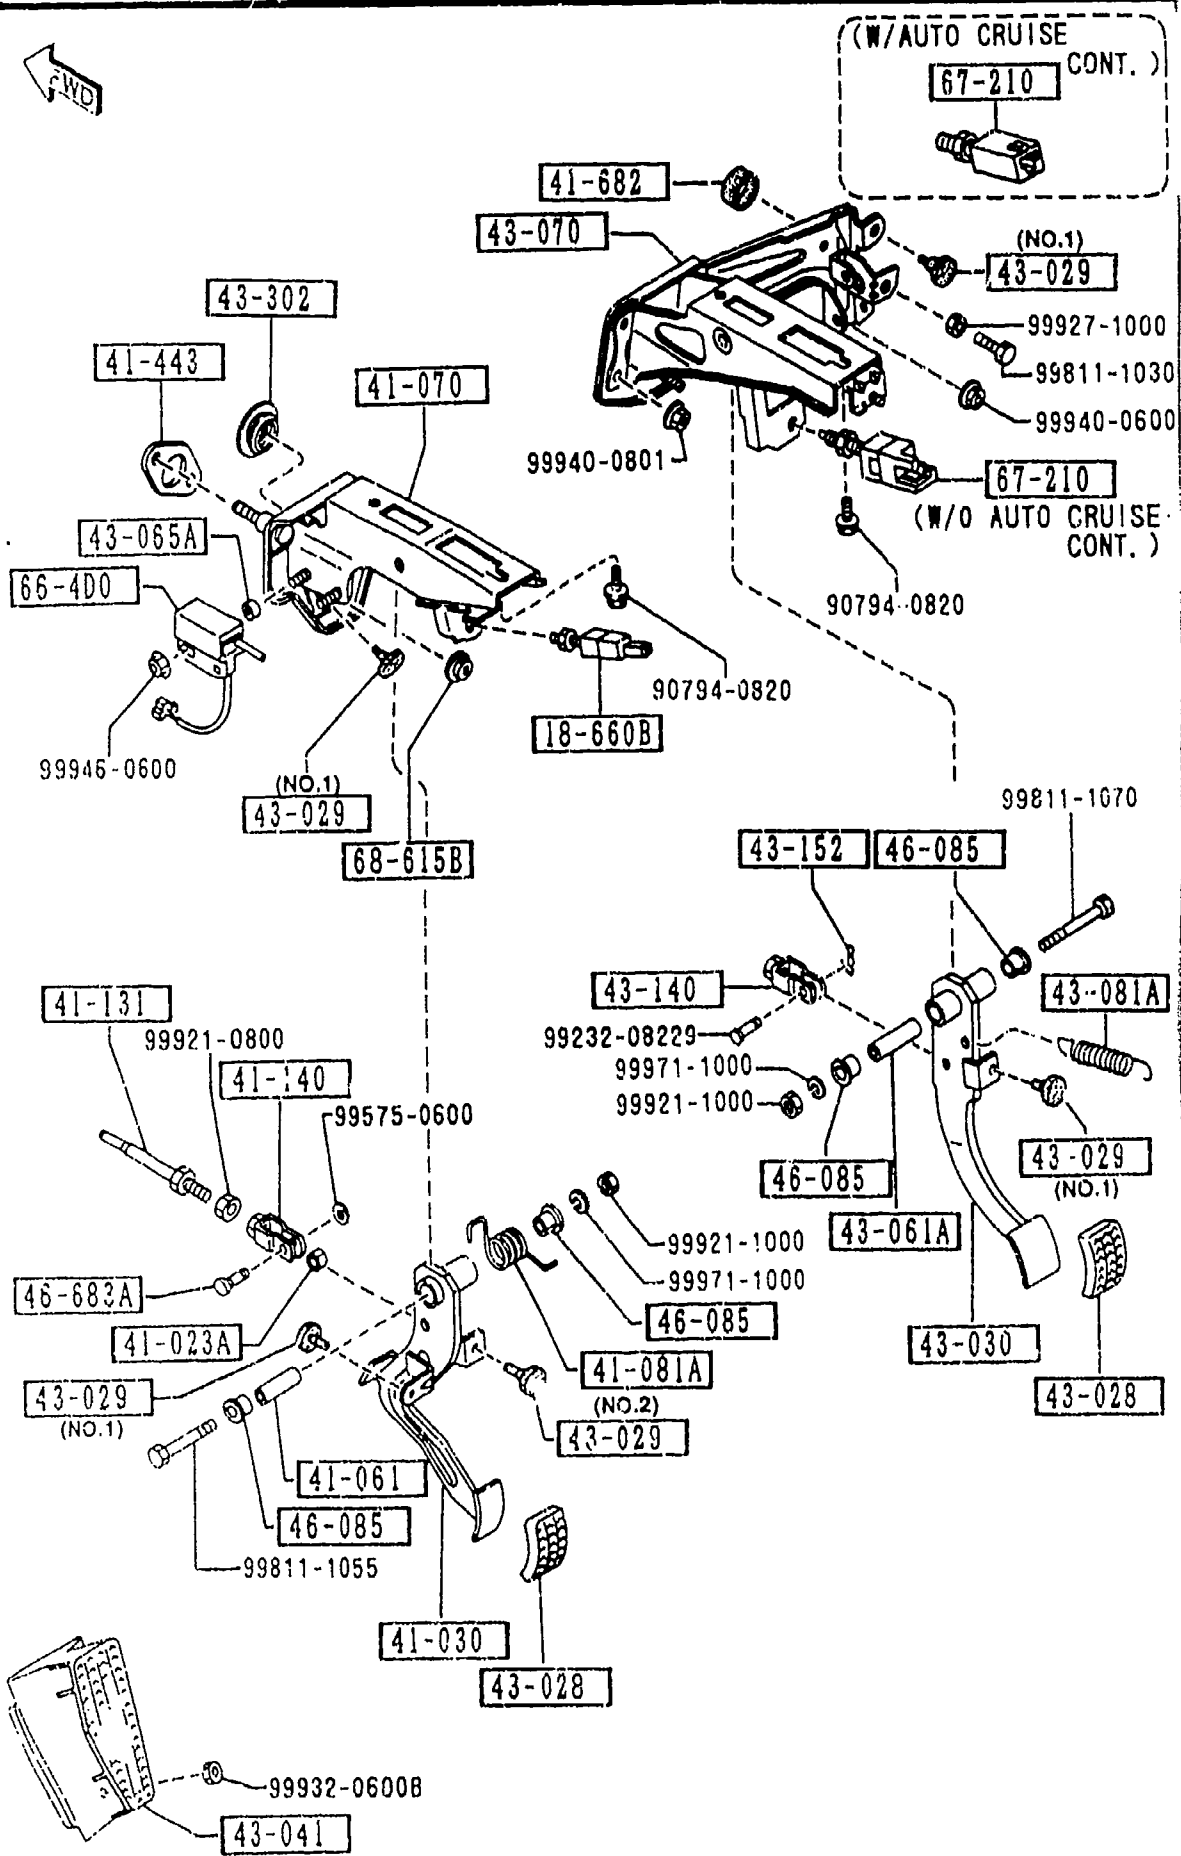 (W/AUTO CRUISE
CONT. )
67-210
FWD
41-682
43-070
(NO.1)
43-029
43-302
99927-1000
41-443
41-070
99811-1030
99940-0600
99940-0801
67-210
(W/O AUTO CRUISE
CONT. )
43-065A
66-4D0
90794-0820
90794-0820
18-660B
99946-0600
(NO.1)
43-029
99811-1070
68-615B
43-152
46-085
41-131
43-140
43-081A
99921-0800
99232-08229
41-140
99971-1000
99575-0600
99921-1000
43-029
(NO.1)
46-085
43-061A
99921-1000
99971-1000
46-683A
46-085
41-023A
43-030
43-029
(NO.1)
41-081A
43-028
(NO.2)
43-029
41-061
46-085
99811-1055
41-030
43-028
99932-0600B
43-041